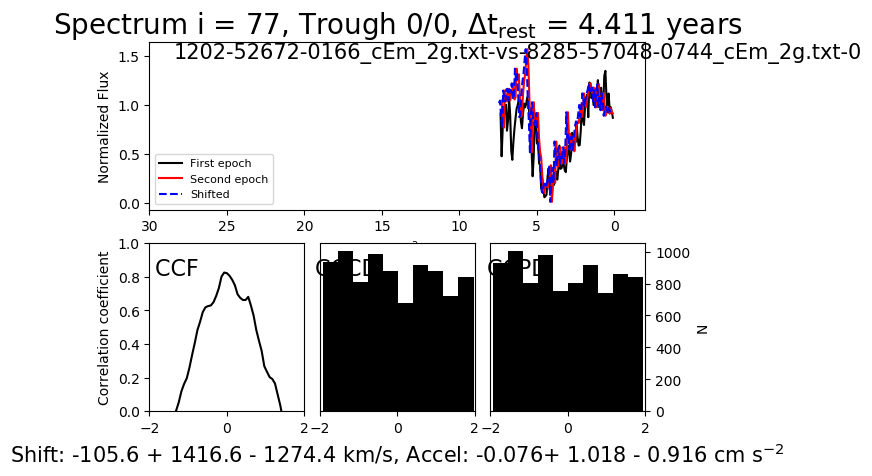 Spectrum i = 77, Trough 0/0, Δt_rest = 4.411 years
1202-52672-0166_cEm_2g.txt-vs-8285-57048-0744_cEm_2g.txt-0
Normalized Flux
1.5
1.0
0.5
0.0
First epoch
Second epoch
Shifted
30 25 20 15 10 5 0
Correlation coefficient
1.0
0.8
0.6
0.4
0.2
0.0
CCF
−2 0 2
−2 0 2
−2 0 2
1000
800
600
400
200
0
N
Shift: -105.6 + 1416.6 - 1274.4 km/s, Accel: -0.076+ 1.018 - 0.916 cm s⁻²